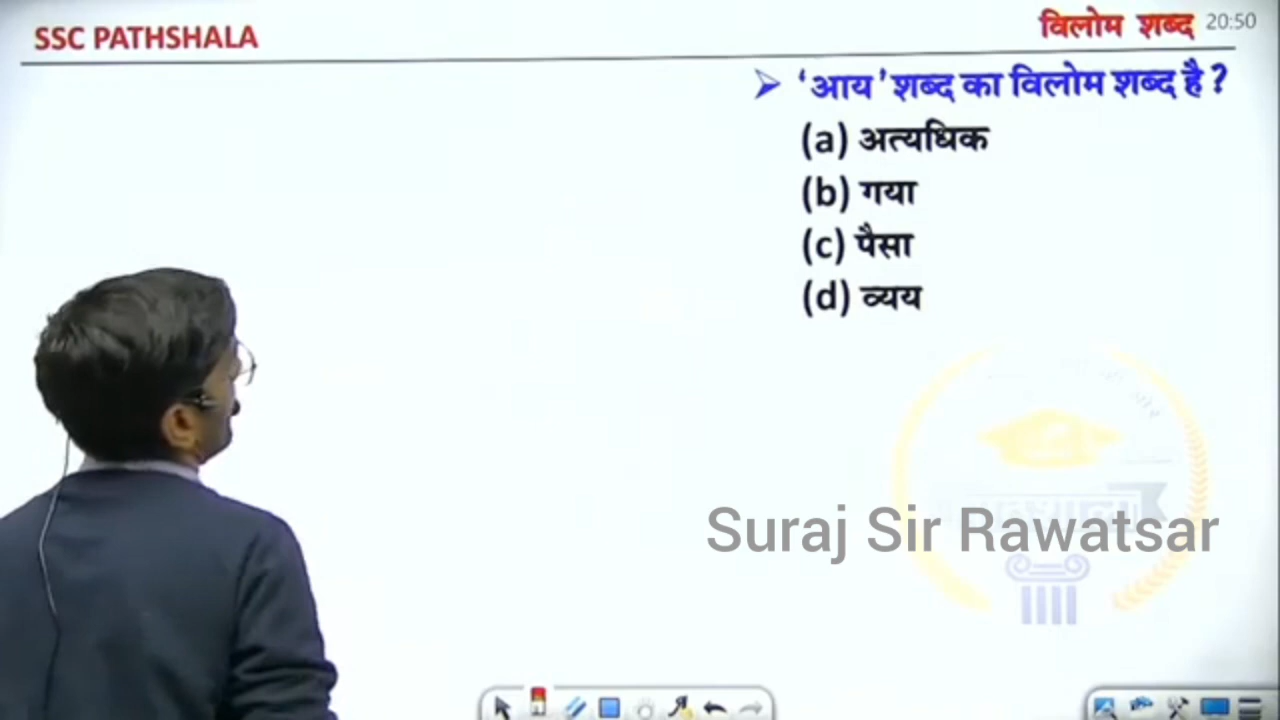 SSC PATHSHALA
विलोम शब्द 20:50
➢ ‘आय’ शब्द का विलोम शब्द है ?
(a) अत्यधिक
(b) गया
(c) पैसा
(d) व्यय
Suraj Sir Rawatsar